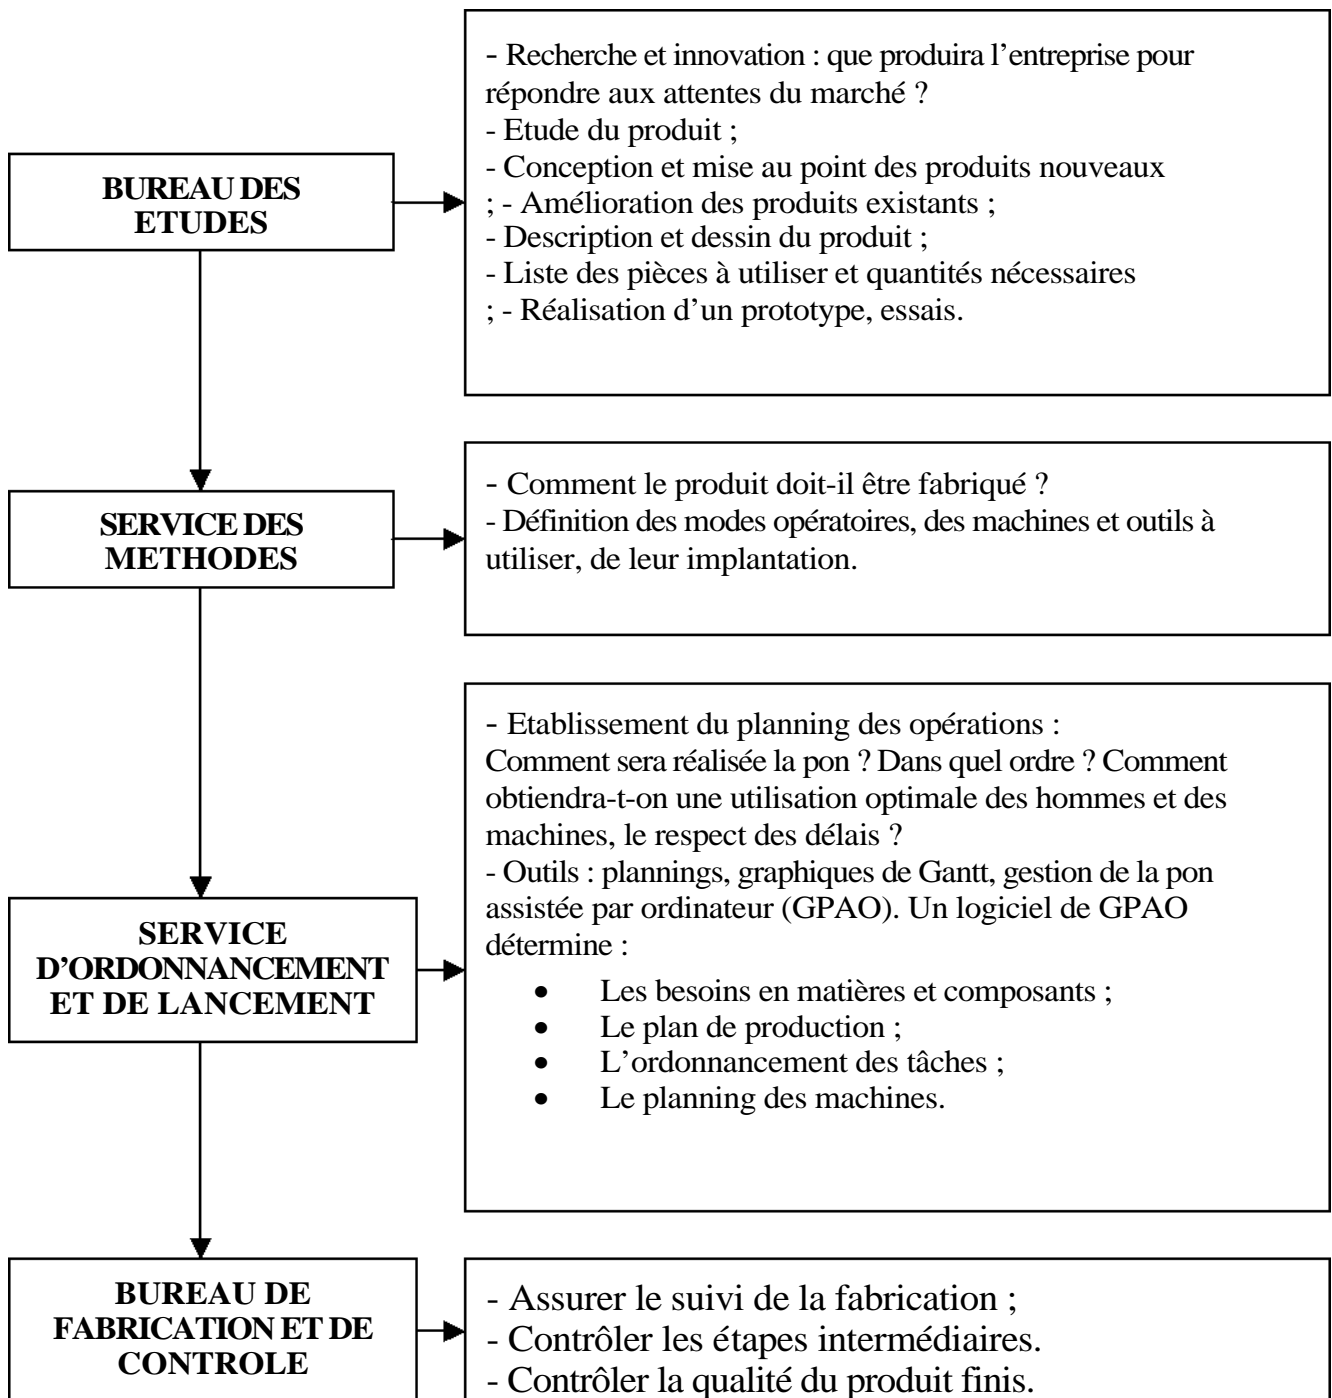 - Recherche et innovation : que produira l’entreprise pour
répondre aux attentes du marché ?
- Etude du produit ;
- Conception et mise au point des produits nouveaux
; - Amélioration des produits existants ;
- Description et dessin du produit ;
- Liste des pièces à utiliser et quantités nécessaires
; - Réalisation d’un prototype, essais.
BUREAU DES
ETUDES
- Comment le produit doit-il être fabriqué ?
- Définition des modes opératoires, des machines et outils à
utiliser, de leur implantation.
SERVICE DES
METHODES
- Etablissement du planning des opérations :
Comment sera réalisée la pon ? Dans quel ordre ? Comment
obtiendra-t-on une utilisation optimale des hommes et des
machines, le respect des délais ?
- Outils : plannings, graphiques de Gantt, gestion de la pon
assistée par ordinateur (GPAO). Un logiciel de GPAO
détermine :
• Les besoins en matières et composants ;
• Le plan de production ;
• L’ordonnancement des tâches ;
• Le planning des machines.
SERVICE
D’ORDONNANCEMENT
ET DE LANCEMENT
BUREAU DE
FABRICATION ET DE
CONTROLE
- Assurer le suivi de la fabrication ;
- Contrôler les étapes intermédiaires.
- Contrôler la qualité du produit finis.